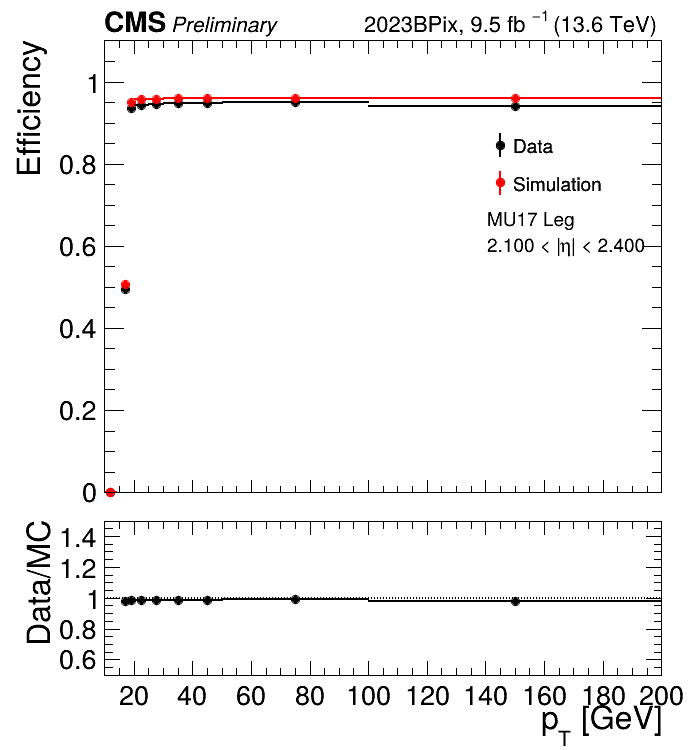 CMS Preliminary 2023BPix, 9.5 fb⁻¹ (13.6 TeV)
Efficiency
1
0.8
0.6
0.4
0.2
0
Data
Simulation
MU17 Leg
2.100 < |η| < 2.400
Data/MC
1.4
1.2
1
0.8
0.6
20 40 60 80 100 120 140 160 180 200
p_T [GeV]